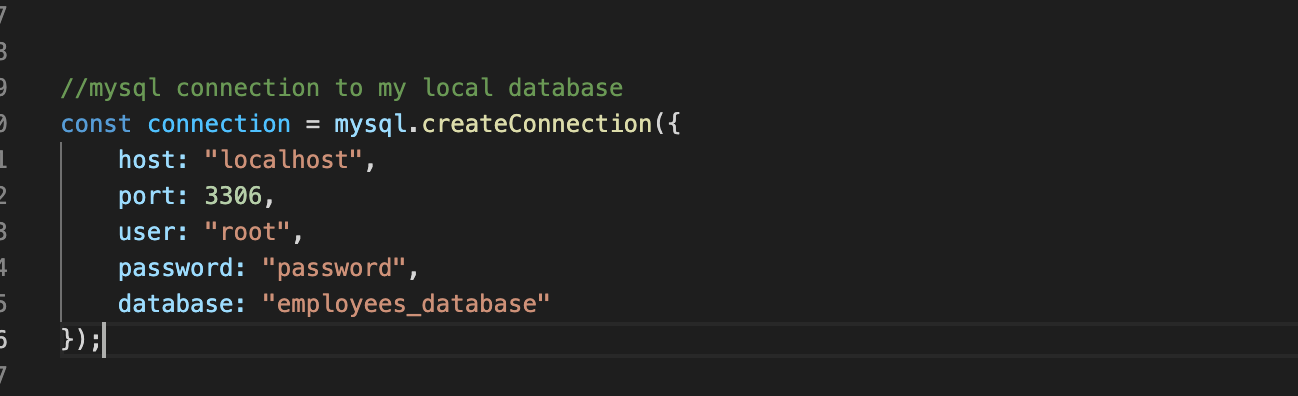 7
8
9 //mysql connection to my local database
0 const connection = mysql.createConnection({
1 host: "localhost",
2 port: 3306,
3 user: "root",
4 password: "password",
5 database: "employees_database"
6 });
7